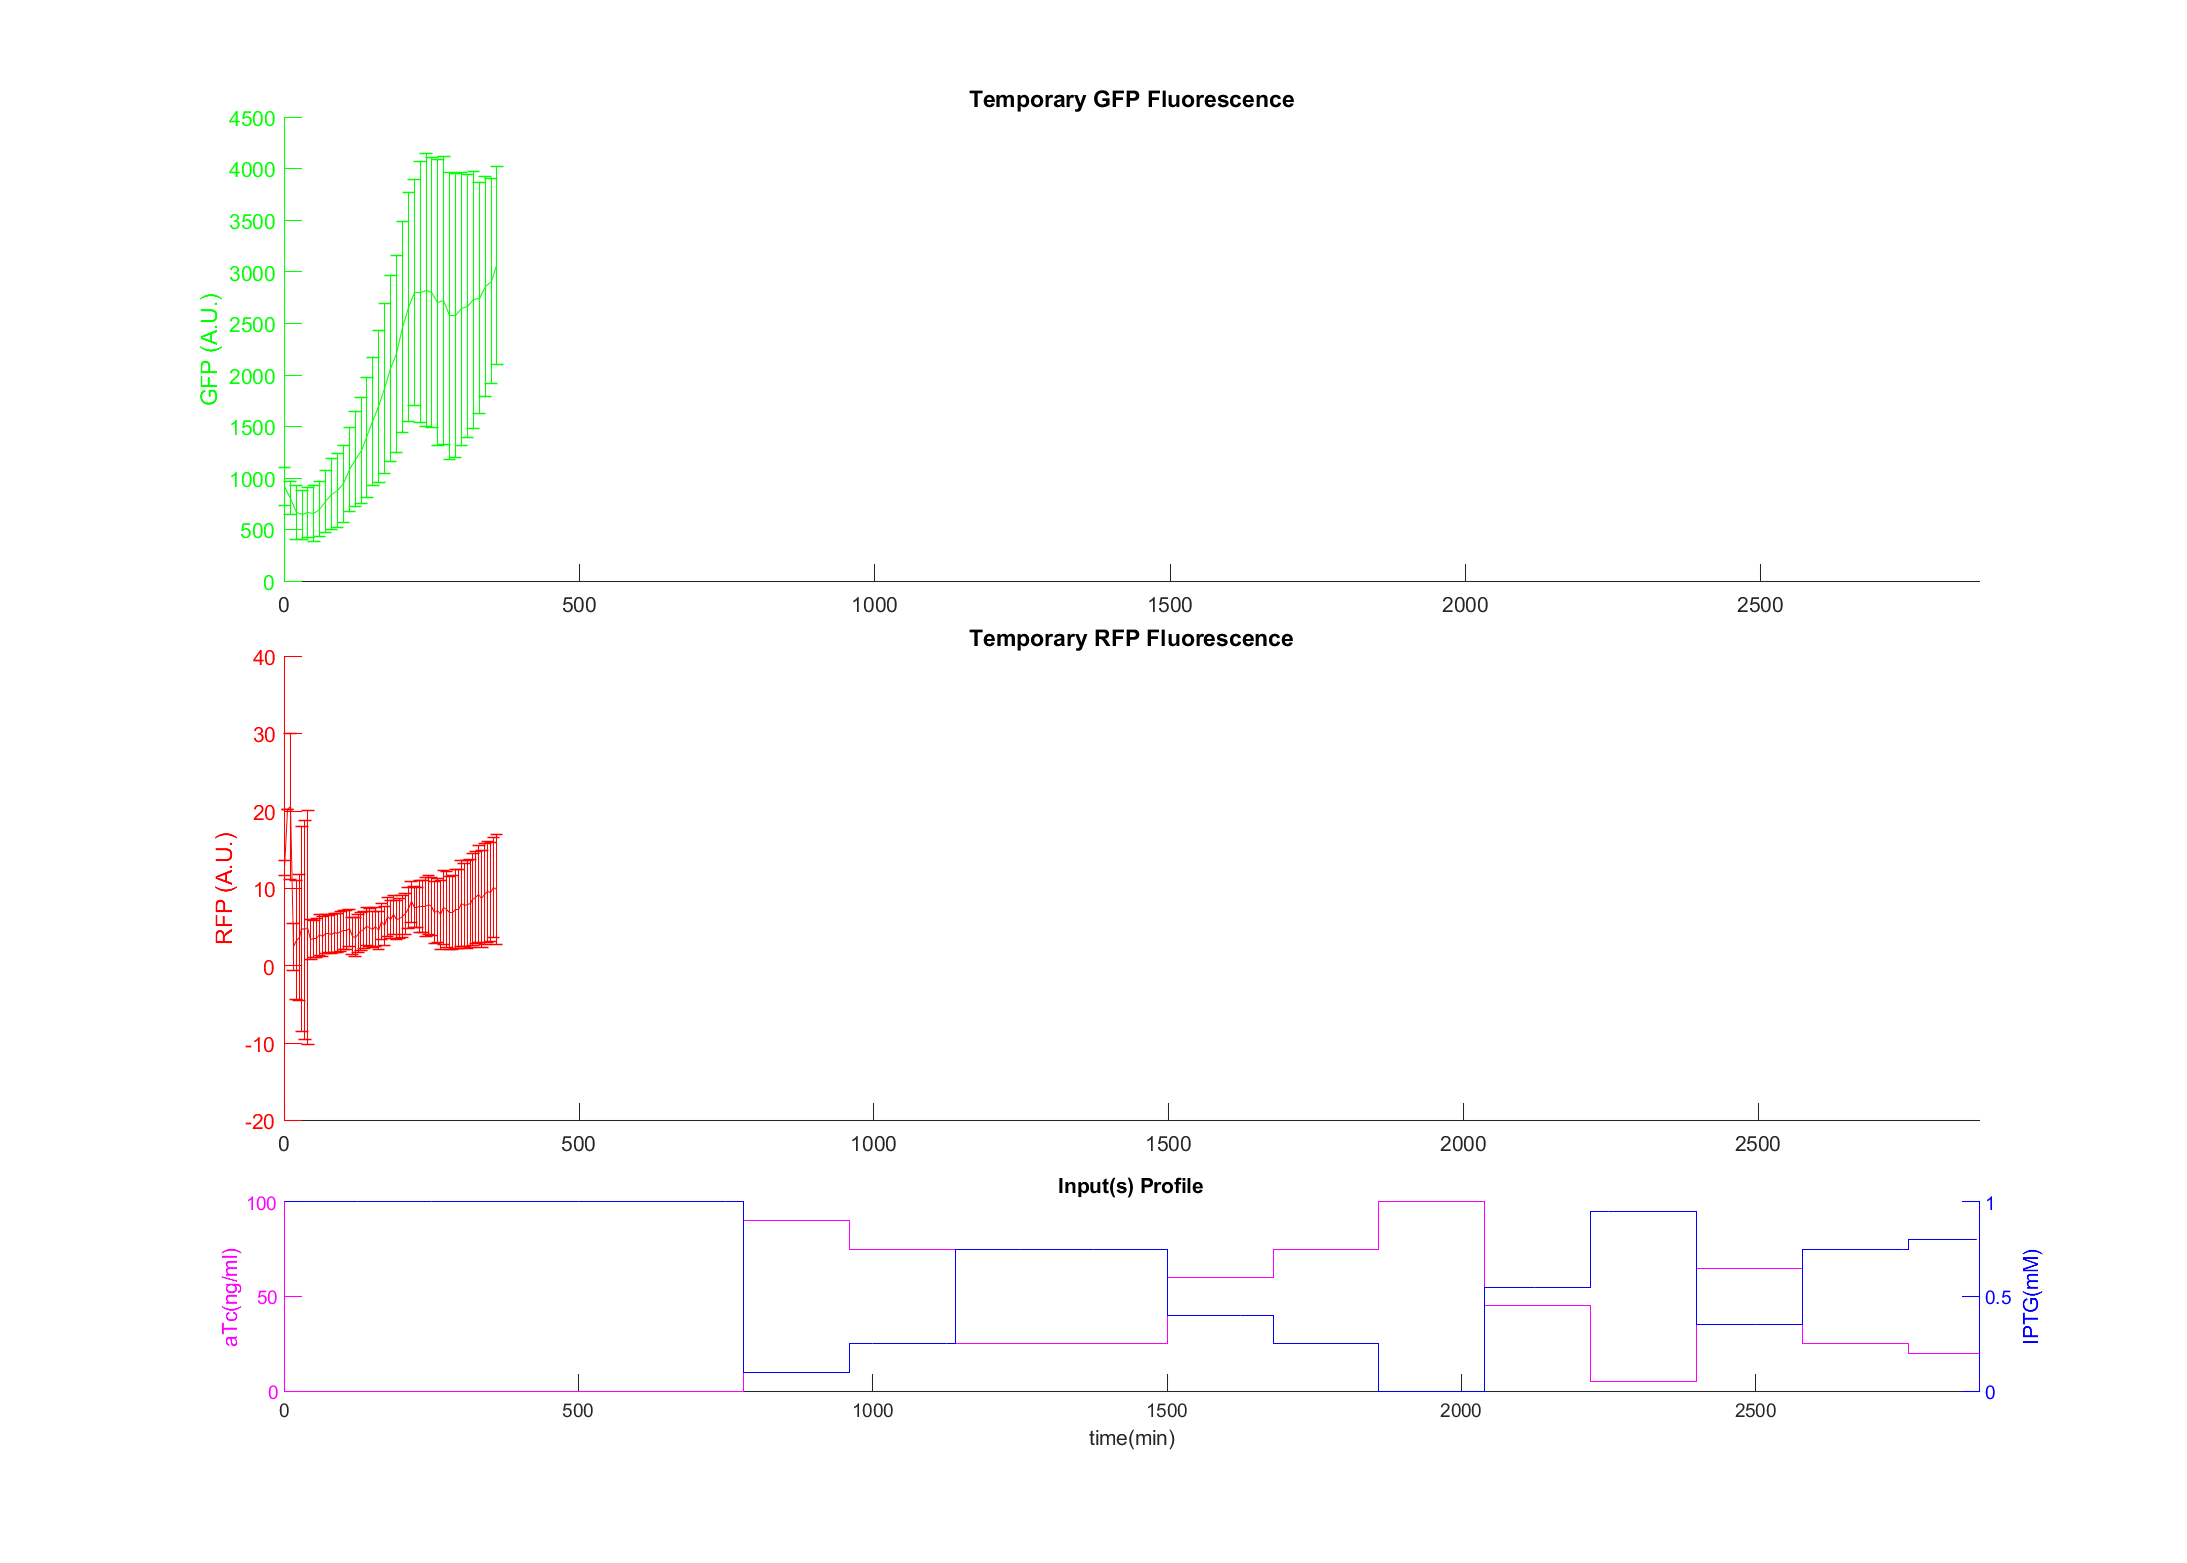 Temporary GFP Fluorescence
4500
4000
3500
3000
2500
2000
1500
1000
500
0
GFP (A.U.)
0 500 1000 1500 2000 2500
Temporary RFP Fluorescence
40
30
20
10
0
-10
-20
RFP (A.U.)
0 500 1000 1500 2000 2500
Input(s) Profile
100
50
0
aTc(ng/ml)
1
0.5
0
IPTG(mM)
0 500 1000 1500 2000 2500
time(min)